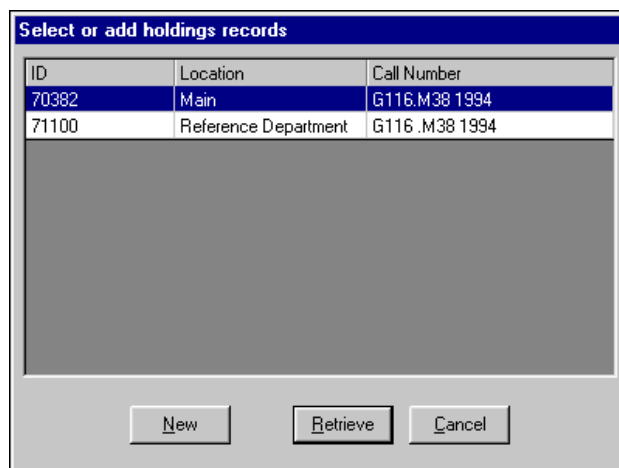 Select or add holdings records
ID Location Call Number
70382 Main G116.M38 1994
71100 Reference Department G116 .M38 1994
New Retrieve Cancel